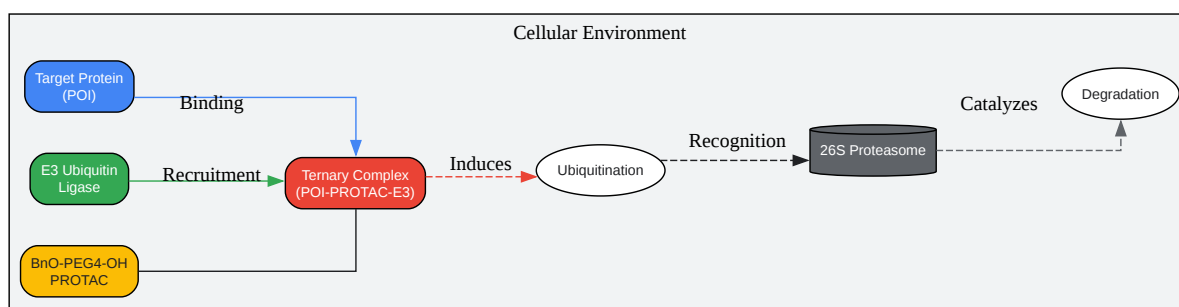 Cellular Environment
Target Protein
(POI)
Binding
E3 Ubiquitin
Ligase
Recruitment
BnO-PEG4-OH
PROTAC
Ternary Complex
(POI-PROTAC-E3)
Induces
Ubiquitination
Recognition
26S Proteasome
Catalyzes
Degradation